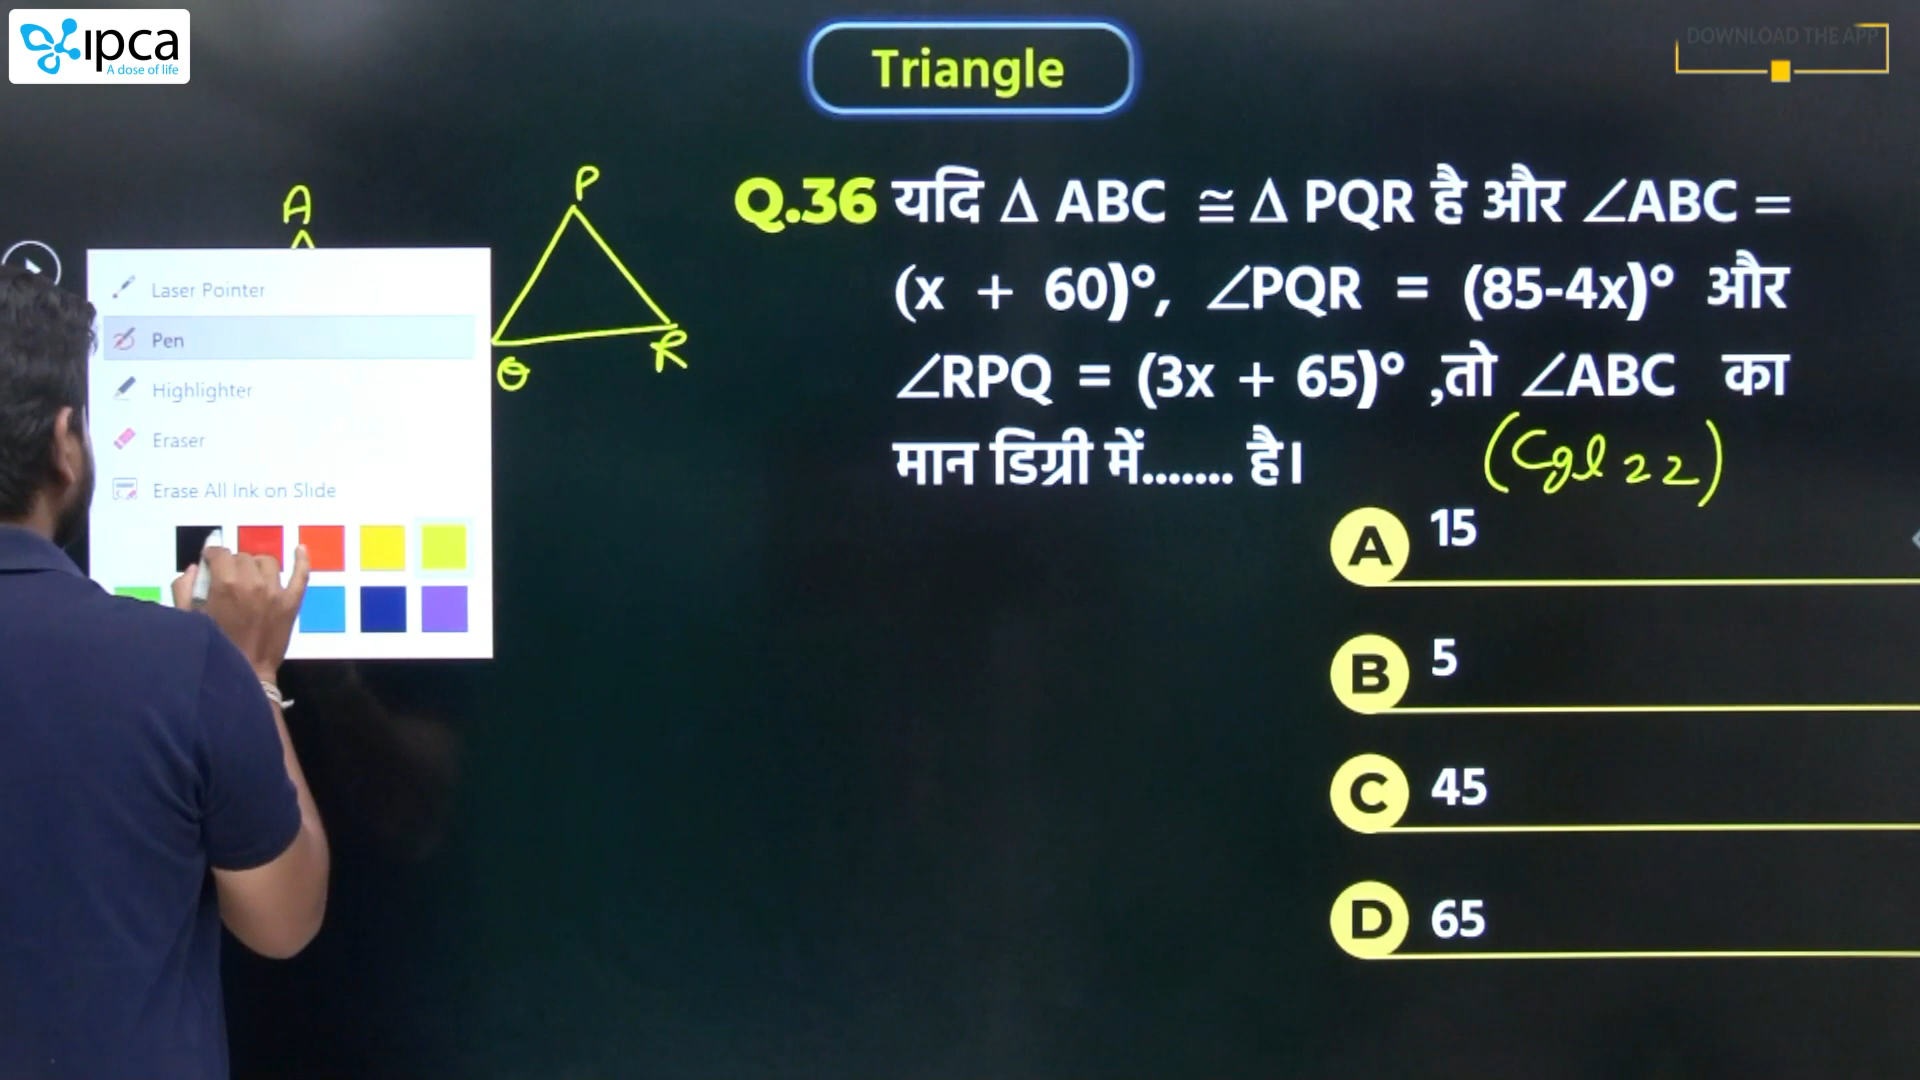 ipca
A dose of life
Triangle
DOWNLOAD THE APP
A
P
Q
R
Laser Pointer
Pen
Highlighter
Eraser
Erase All Ink on Slide
Q.36 यदि Δ ABC ≅ Δ PQR है और ∠ABC =
(x + 60)º, ∠PQR = (85-4x)º और
∠RPQ = (3x + 65)º ,तो ∠ABC का
मान डिग्री में....... है।
(Cgl 22)
A 15
B 5
C 45
D 65